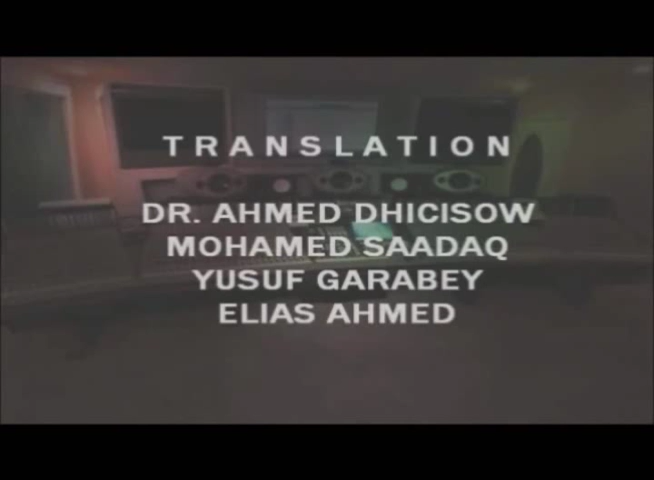 TRANSLATION
DR. AHMED DHICISOW
MOHAMED SAADAQ
YUSUF GARABEY
ELIAS AHMED